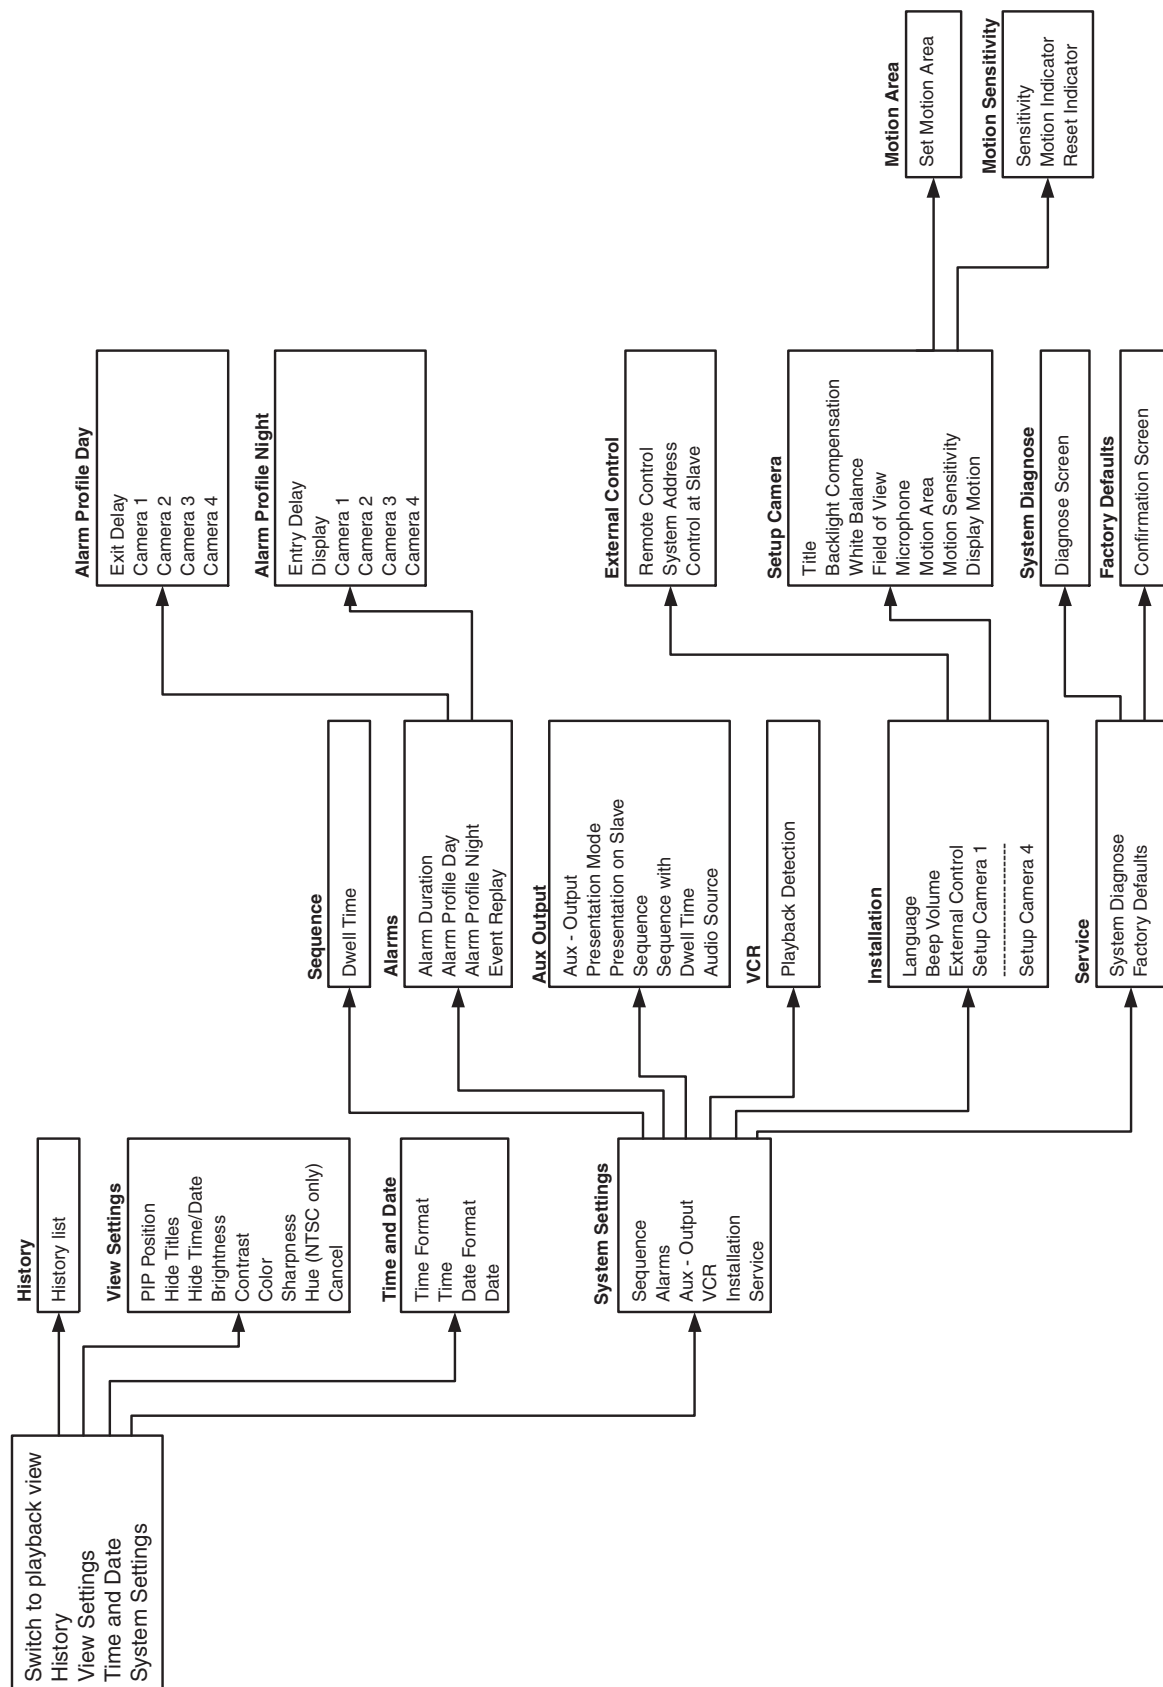 Switch to playback view
History
View Settings
Time and Date
System Settings
History
History list
View Settings
PIP Position
Hide Titles
Hide Time/Date
Brightness
Contrast
Color
Sharpness
Hue (NTSC only)
Cancel
Time and Date
Time Format
Time
Date Format
Date
System Settings
Sequence
Alarms
Aux - Output
VCR
Installation
Service
Sequence
Dwell Time
Alarms
Alarm Duration
Alarm Profile Day
Alarm Profile Night
Event Replay
Aux Output
Aux - Output
Presentation Mode
Presentation on Slave
Sequence
Sequence with
Dwell Time
Audio Source
VCR
Playback Detection
Installation
Language
Beep Volume
External Control
Setup Camera 1
--------------------
Setup Camera 4
Service
System Diagnose
Factory Defaults
Alarm Profile Day
Exit Delay
Camera 1
Camera 2
Camera 3
Camera 4
Alarm Profile Night
Entry Delay
Display
Camera 1
Camera 2
Camera 3
Camera 4
External Control
Remote Control
System Address
Control at Slave
Setup Camera
Title
Backlight Compensation
White Balance
Field of View
Microphone
Motion Area
Motion Sensitivity
Display Motion
System Diagnose
Diagnose Screen
Factory Defaults
Confirmation Screen
Motion Area
Set Motion Area
Motion Sensitivity
Sensitivity
Motion Indicator
Reset Indicator